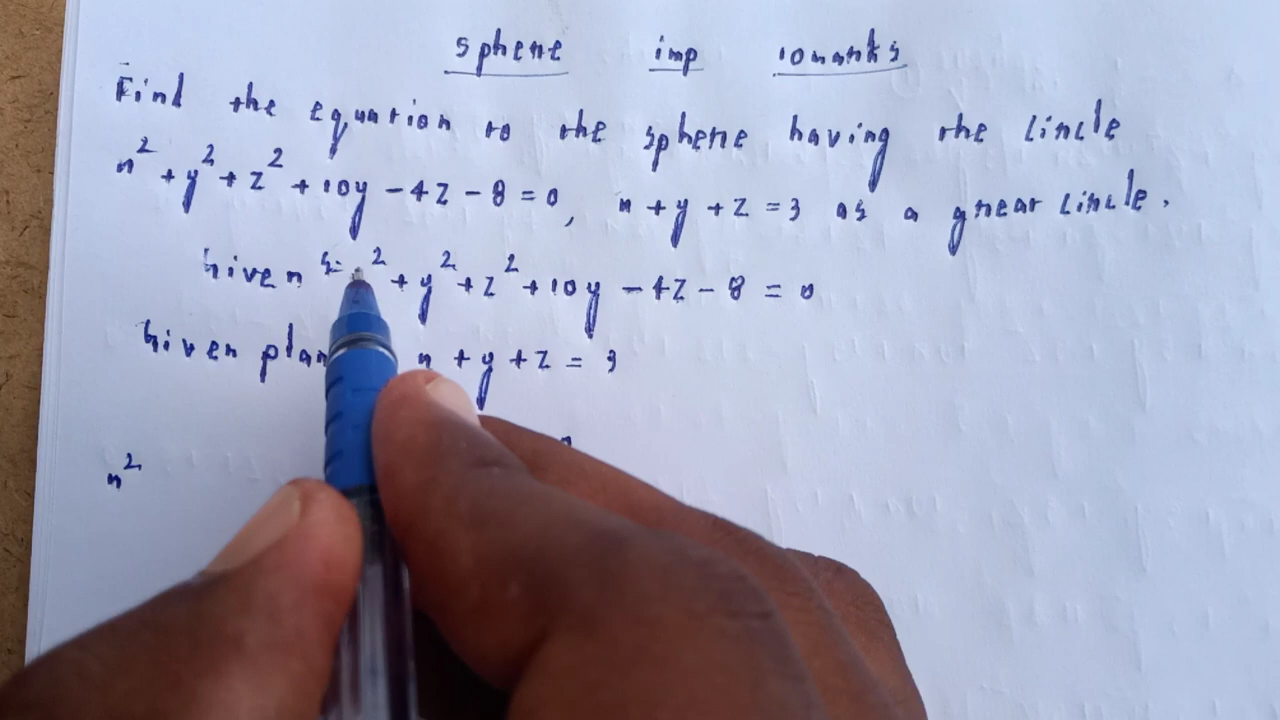 sphere imp 10marks
Find the equation to the sphere having the circle
x² + y² + z² + 10y - 4z - 8 = 0, x + y + z = 3 as a great circle.
Given S = x² + y² + z² + 10y - 4z - 8 = 0
Given plan x + y + z = 3
x²